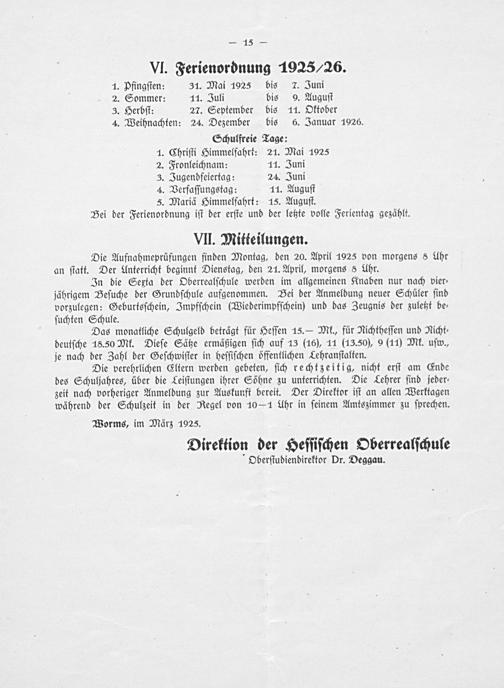 — 15 —
VI. Ferienordnung 1925/26.
1. Pfingsten: 31. Mai 1925 bis 7. Juni
2. Sommer: 11. Juli bis 9. August
3. Herbst: 27. September bis 11. Oktober
4. Weihnachten: 24. Dezember bis 6. Januar 1926.
Schulfreie Tage:
1. Christi Himmelfahrt: 21. Mai 1925
2. Fronleichnam: 11. Juni
3. Jugendfeiertag: 24. Juni
4. Verfassungstag: 11. August
5. Mariä Himmelfahrt: 15. August.
Bei der Ferienordnung ist der erste und der letzte volle Ferientag gezählt.
VII. Mitteilungen.
Die Aufnahmeprüfungen finden Montag, den 20. April 1925 von morgens 8 Uhr
an statt. Der Unterricht beginnt Dienstag, den 21. April, morgens 8 Uhr.
In die Sexta der Oberrealschule werden im allgemeinen Knaben nur nach vier-
jährigem Besuche der Grundschule aufgenommen. Bei der Anmeldung neuer Schüler sind
vorzulegen: Geburtsschein, Impfschein (Wiederimpfschein) und das Zeugnis der zuletzt be-
suchten Schule.
Das monatliche Schulgeld beträgt für Hessen 15.— Mk., für Nichthessen und Nicht-
deutsche 18.50 Mk. Diese Sätze ermäßigen sich auf 13 (16), 11 (13.50), 9 (11) Mk. usw.,
je nach der Zahl der Geschwister in hessischen öffentlichen Lehranstalten.
Die verehrlichen Eltern werden gebeten, sich rechtzeitig, nicht erst am Ende
des Schuljahres, über die Leistungen ihrer Söhne zu unterrichten. Die Lehrer sind jeder-
zeit nach vorheriger Anmeldung zur Auskunft bereit. Der Direktor ist an allen Werktagen
während der Schulzeit in der Regel von 10—1 Uhr in seinem Amtszimmer zu sprechen.
Worms, im März 1925.
Direktion der Hessischen Oberrealschule
Oberstudiendirektor Dr. Deggau.